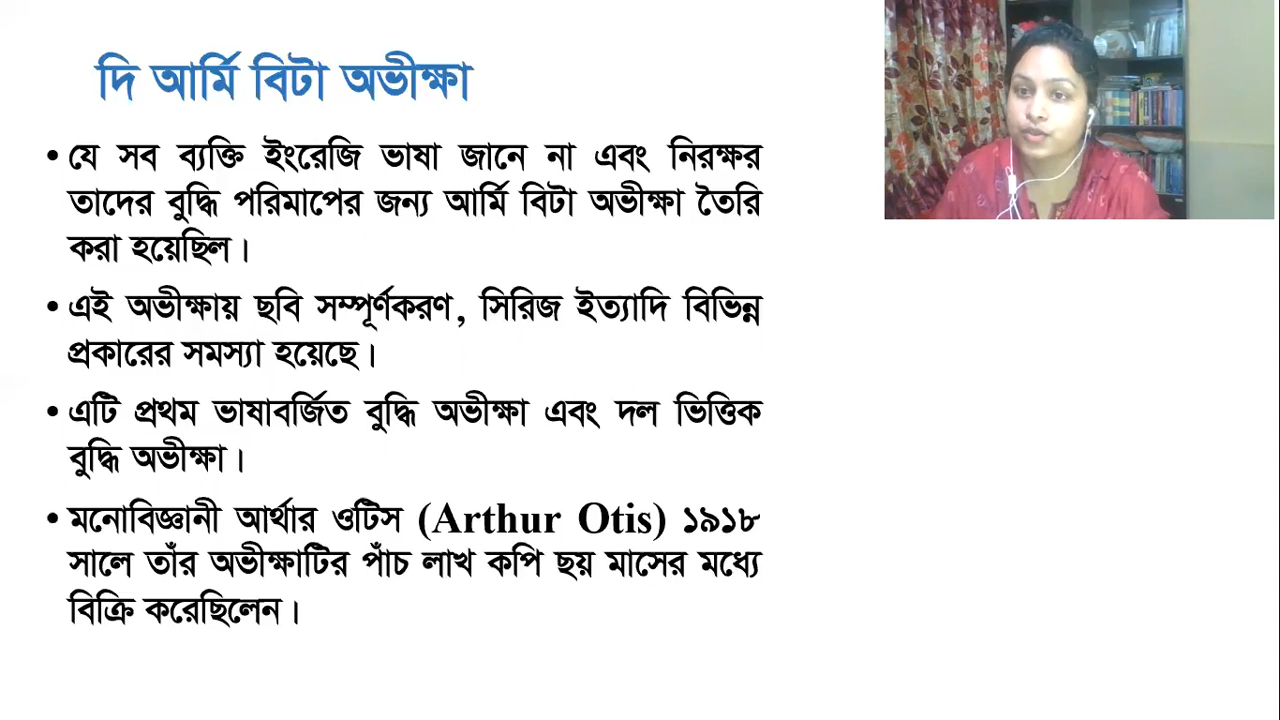 দি আর্মি বিটা অভীক্ষা
• যে সব ব্যক্তি ইংরেজি ভাষা জানে না এবং নিরক্ষর
তাদের বুদ্ধি পরিমাপের জন্য আর্মি বিটা অভীক্ষা তৈরি
করা হয়েছিল।
• এই অভীক্ষায় ছবি সম্পূর্ণকরণ, সিরিজ ইত্যাদি বিভিন্ন
প্রকারের সমস্যা হয়েছে।
• এটি প্রথম ভাষাবর্জিত বুদ্ধি অভীক্ষা এবং দল ভিত্তিক
বুদ্ধি অভীক্ষা।
• মনোবিজ্ঞানী আর্থার ওটিস (Arthur Otis) ১৯১৮
সালে তাঁর অভীক্ষাটির পাঁচ লাখ কপি ছয় মাসের মধ্যে
বিক্রি করেছিলেন।